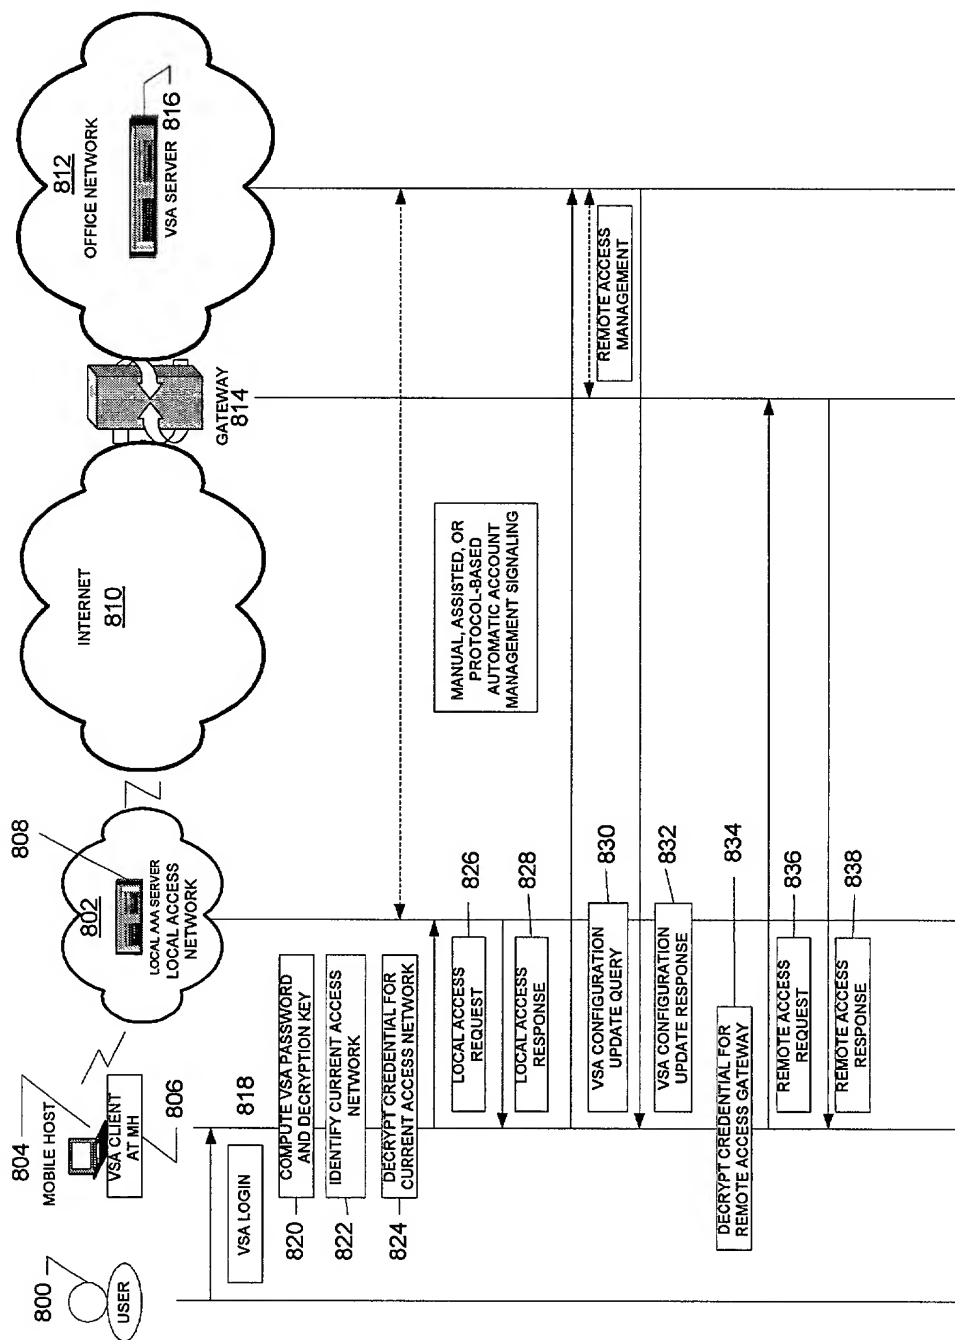 800
USER
804
MOBILE HOST
VSA CLIENT
AT MH
806
808
802
LOCAL AAA SERVER
LOCAL ACCESS
NETWORK
INTERNET
810
GATEWAY
814
812
OFFICE NETWORK
VSA SERVER
816
VSA LOGIN
818
820
COMPUTE VSA PASSWORD
AND DECRYPTION KEY
822
IDENTIFY CURRENT ACCESS
NETWORK
824
DECRYPT CREDENTIAL FOR
CURRENT ACCESS NETWORK
MANUAL, ASSISTED, OR
PROTOCOL-BASED
AUTOMATIC ACCOUNT
MANAGEMENT SIGNALING
LOCAL ACCESS
REQUEST
826
LOCAL ACCESS
RESPONSE
828
VSA CONFIGURATION
UPDATE QUERY
830
REMOTE ACCESS
MANAGEMENT
VSA CONFIGURATION
UPDATE RESPONSE
832
DECRYPT CREDENTIAL FOR
REMOTE ACCESS GATEWAY
834
REMOTE ACCESS
REQUEST
836
REMOTE ACCESS
RESPONSE
838